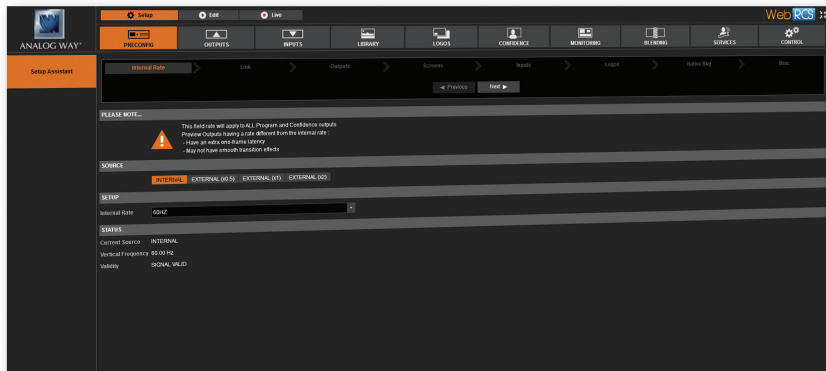 Setup Edit Live Web RCS
ANALOG WAY®
PRECONFIG OUTPUTS INPUTS LIBRARY LOGOS CONFIDENCE MONITORING BLENDING SERVICES CONTROL
Setup Assistant
Internal Rate Link Outputs Screens Inputs Logos Native Bkg Misc
Previous Next
PLEASE NOTE...
This field rate will apply to ALL Program and Confidence outputs
Preview Outputs having a rate different from the internal rate :
- Have an extra one-frame latency
- May not have smooth transition effects
SOURCE
INTERNAL EXTERNAL (x0.5) EXTERNAL (x1) EXTERNAL (x2)
SETUP
Internal Rate 60HZ
STATUS
Current Source INTERNAL
Vertical Frequency 60.00 Hz
Validity SIGNAL VALID